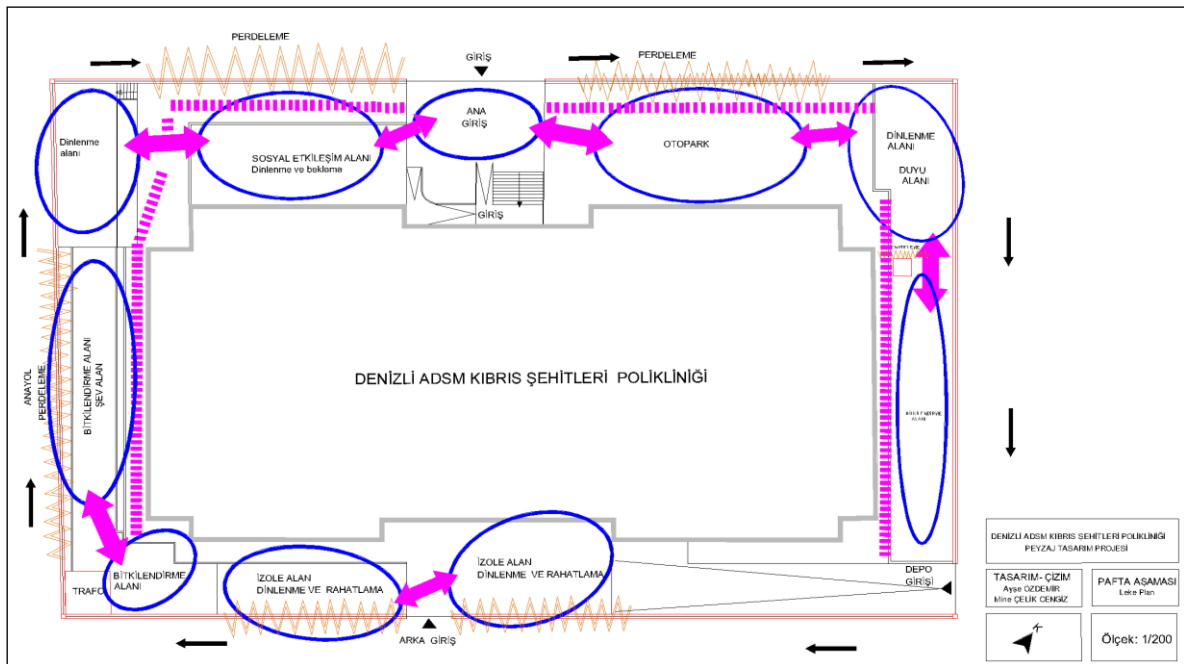 PERDELEME
GİRİŞ
PERDELEME
Dinlenme
alanı
SOSYAL ETKİLEŞİM ALANI
Dinlenme ve bekleme
ANA
GİRİŞ
OTOPARK
DİNLENME
ALANI
DUYU
ALANI
GİRİŞ
ANAYOL
PERDELEME
BİTKİLENDİRME ALANI
ŞEV ALAN
DENİZLİ ADSM KIBRIS ŞEHİTLERİ POLİKLİNİĞİ
ALANI
TRAFO
BİTKİLENDİRME
ALANI
İZOLE ALAN
DİNLENME VE RAHATLAMA
İZOLE ALAN
DİNLENME VE RAHATLAMA
ARKA GİRİŞ
DEPO
GİRİŞİ
DENİZLİ ADSM KIBRIS ŞEHİTLERİ POLİKLİNİĞİ
PEYZAJ TASARIM PROJESİ
TASARIM- ÇİZİM
Ayşe ÖZDEMİR
Mine ÇELİK CENGİZ
PAFTA AŞAMASI
Leke Plan
K
Ölçek: 1/200